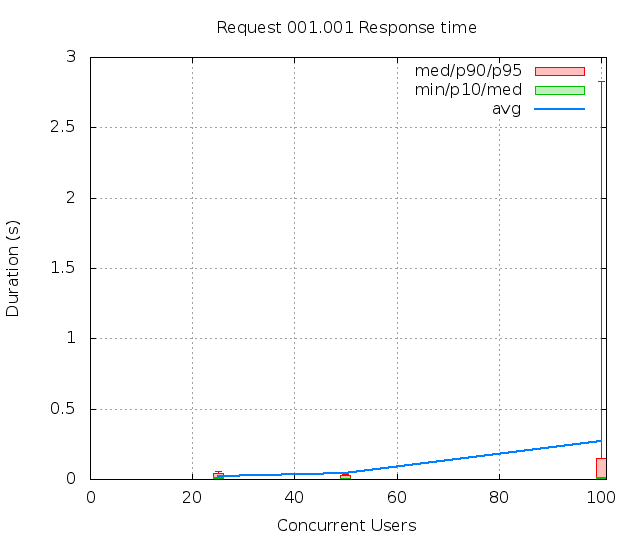 Request 001.001 Response time
med/p90/p95
min/p10/med
avg
Duration (s)
3
2.5
2
1.5
1
0.5
0
0 20 40 60 80 100
Concurrent Users